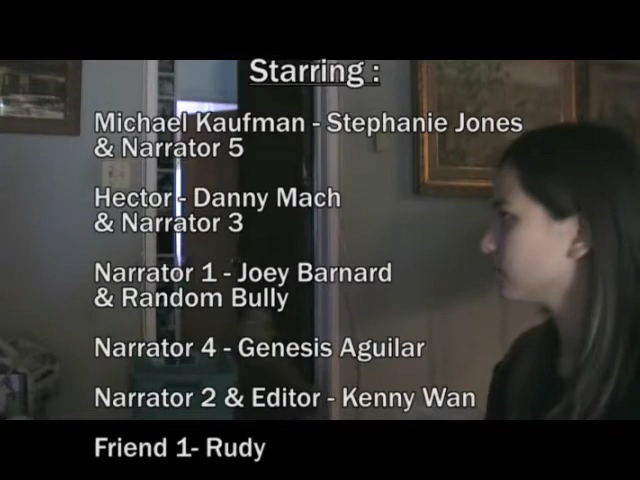 Starring :
Michael Kaufman - Stephanie Jones
& Narrator 5
Hector - Danny Mach
& Narrator 3
Narrator 1 - Joey Barnard
& Random Bully
Narrator 4 - Genesis Aguilar
Narrator 2 & Editor - Kenny Wan
Friend 1- Rudy